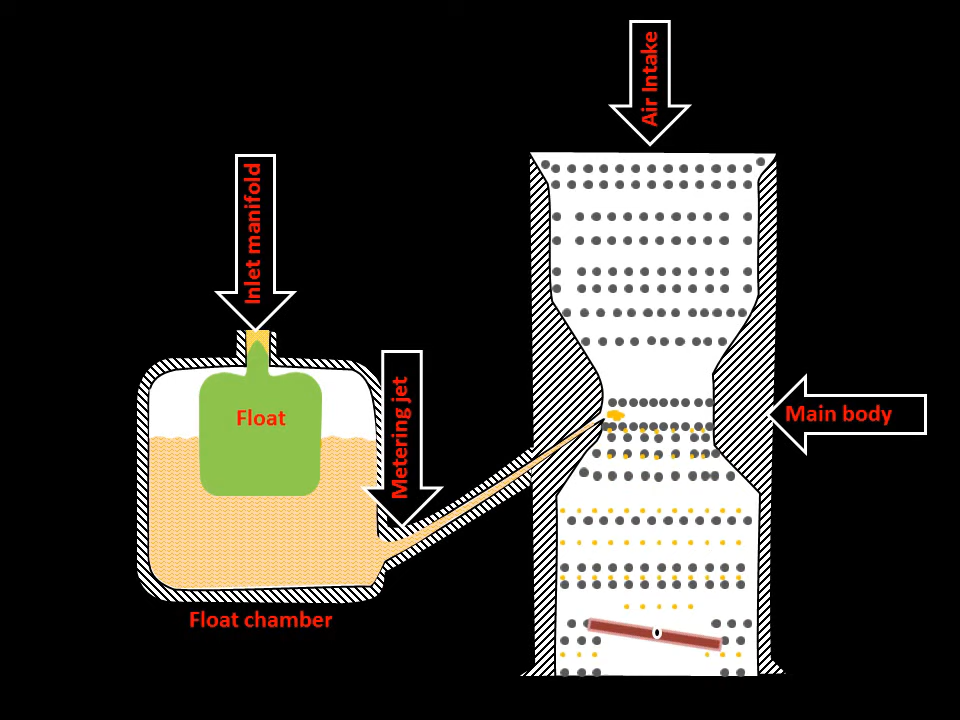 Air Intake
Inlet manifold
Metering jet
Float
Main body
Float chamber